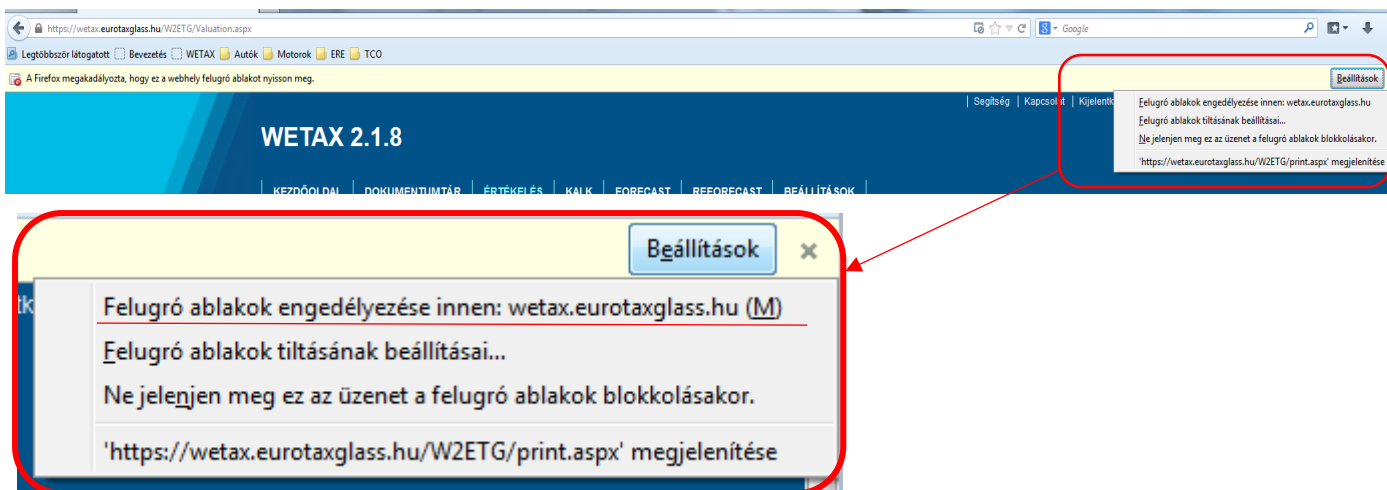 https://wetax.eurotaxglass.hu/W2ETG/Valuation.aspx
Google
Legtöbbször látogatott Bevezetés WETAX Autók Motorok ERE TCO
A Firefox megakadályozta, hogy ez a webhely felugró ablakot nyisson meg.
Beállítások
Segítség | Kapcsolat | Kijelentk
Felugró ablakok engedélyezése innen: wetax.eurotaxglass.hu
Felugró ablakok tiltásának beállításai...
Ne jelenjen meg ez az üzenet a felugró ablakok blokkolásakor.
'https://wetax.eurotaxglass.hu/W2ETG/print.aspx' megjelenítése
WETAX 2.1.8
KEZDŐOLDAL | DOKUMENTUMTÁR | ÉRTÉKELÉS | KALK | FORECAST | REFORECAST | BEÁLLÍTÁSOK
Beállítások
tk
Felugró ablakok engedélyezése innen: wetax.eurotaxglass.hu (M)
Felugró ablakok tiltásának beállításai...
Ne jelenjen meg ez az üzenet a felugró ablakok blokkolásakor.
'https://wetax.eurotaxglass.hu/W2ETG/print.aspx' megjelenítése